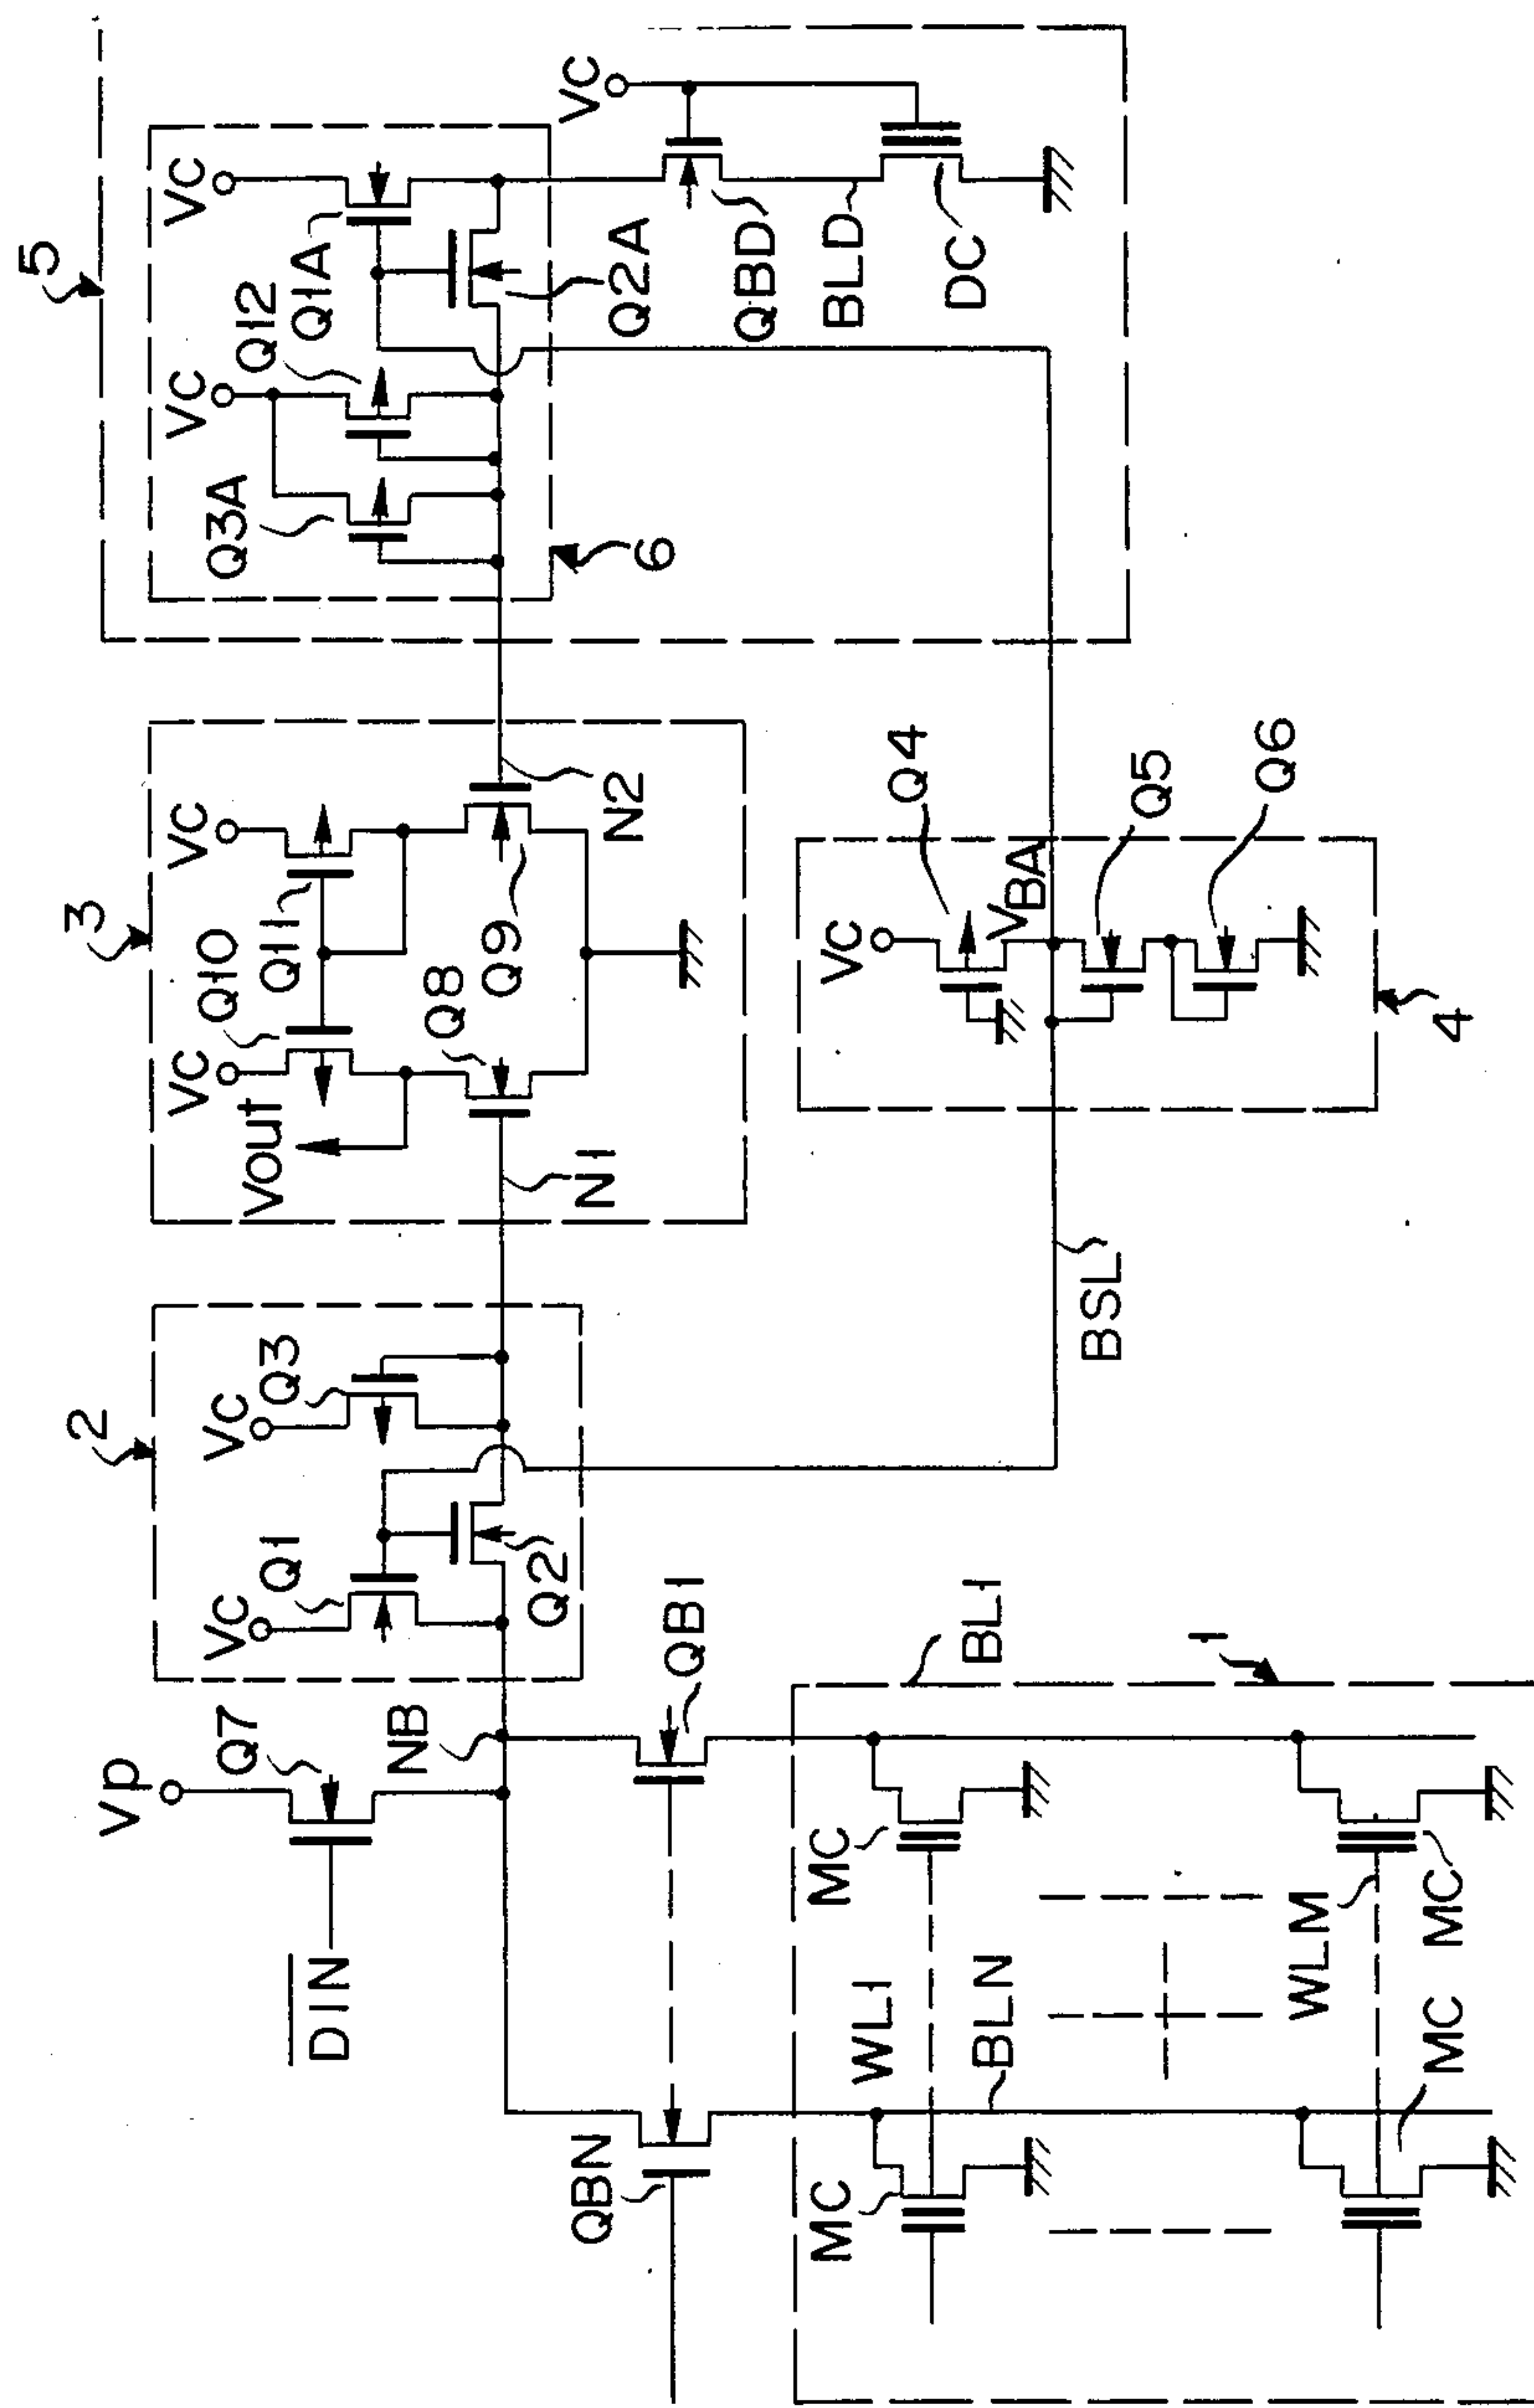 5
VC
VC
VC
Q3A
Q12
Q1A
Q2A
QBD
BLD
DC
6
3
VC
VC
Q10
Q11
Vout
Q8
Q9
N1
N2
VC
Q4
VBA
Q5
Q6
4
BSL
2
VC
VC
Q1
Q3
Q2
Vp
Q7
DIN
NB
QB1
QBN
BL1
1
MC
MC
WL1
BLN
WLM
MC
MC